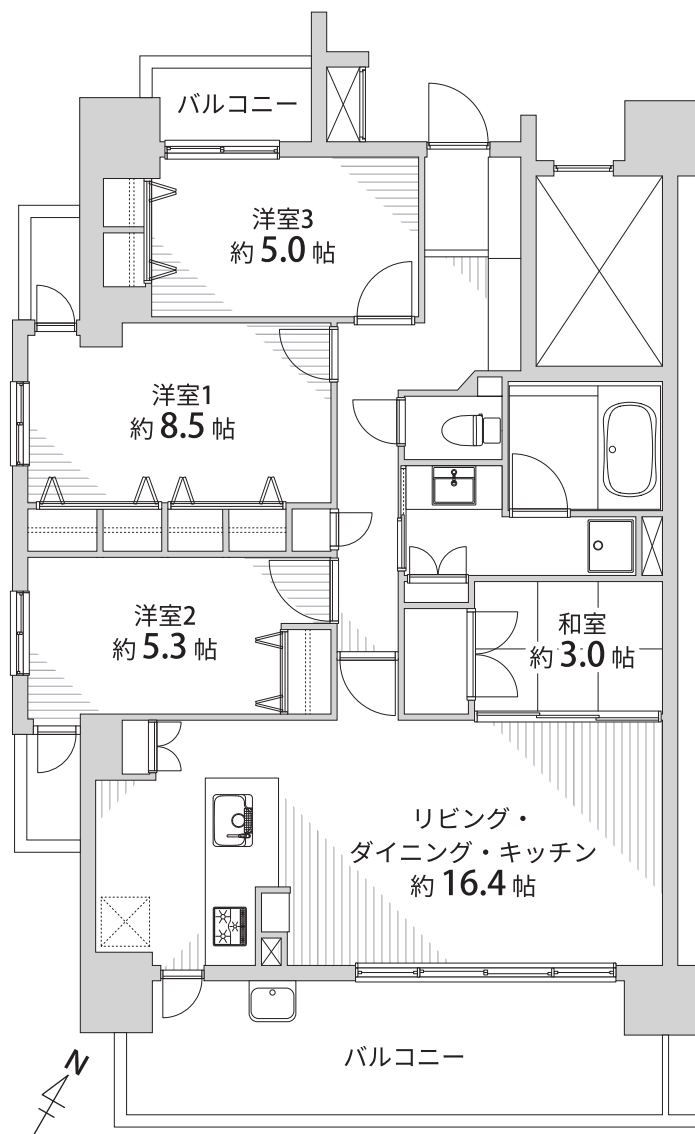 バルコニー
洋室3
約5.0帖
洋室1
約8.5帖
洋室2
約5.3帖
和室
約3.0帖
リビング・
ダイニング・キッチン
約16.4帖
バルコニー
N